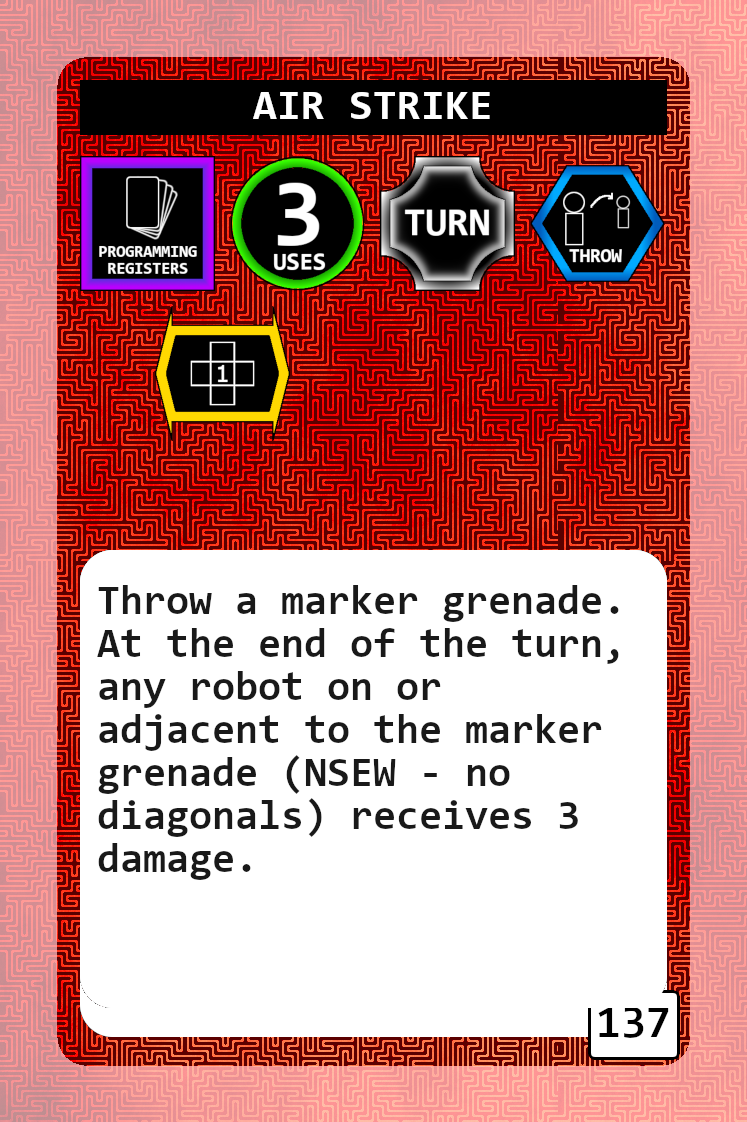 AIR STRIKE
PROGRAMMING
REGISTERS
3
USES
TURN
THROW
1
Throw a marker grenade.
At the end of the turn,
any robot on or
adjacent to the marker
grenade (NSEW - no
diagonals) receives 3
damage.
137